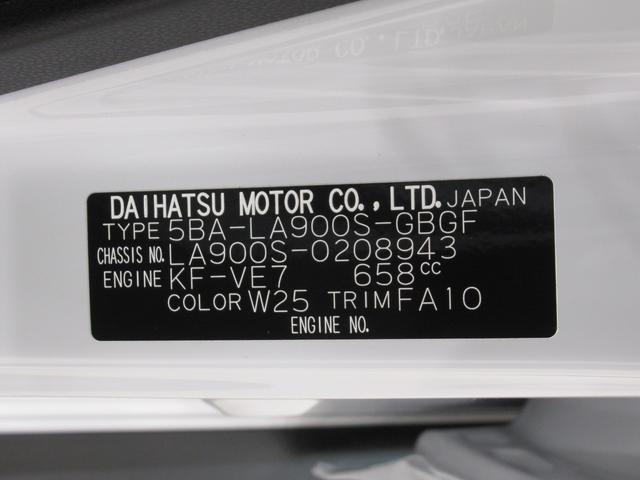 DAIHATSU MOTOR CO., LTD. JAPAN
TYPE 5BA-LA900S-GBGF
CHASSIS NO. LA900S-0208943
ENGINE KF-VE7 658cc
COLOR W25 TRIM FA10
ENGINE NO.